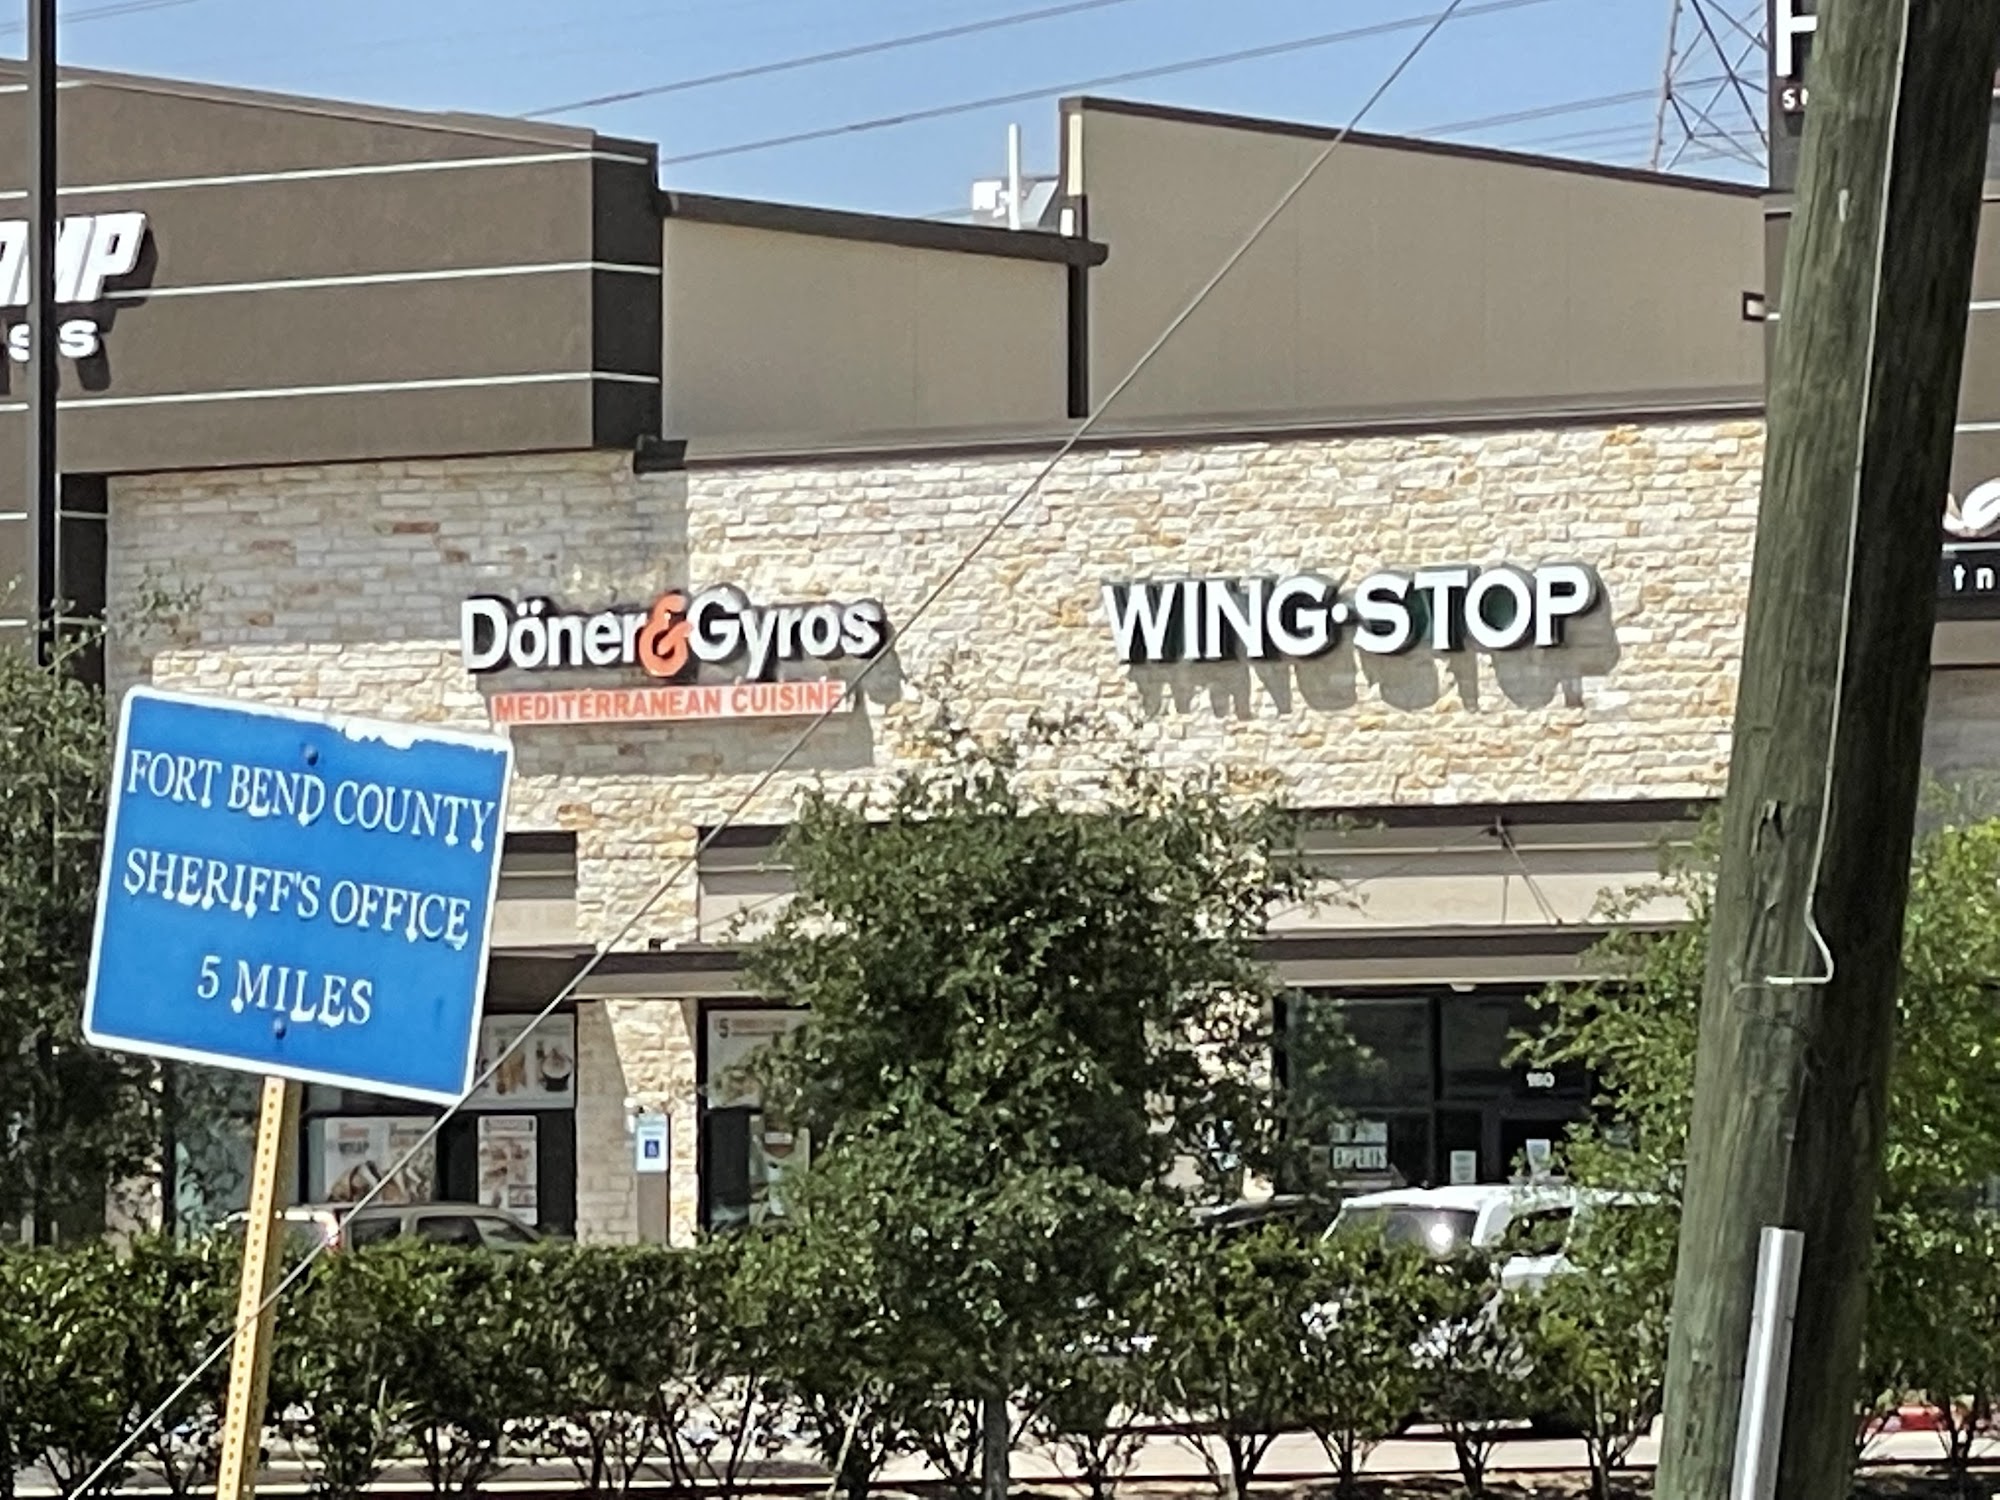 Döner&Gyros
MEDITERRANEAN CUISINE
WING·STOP
FORT BEND COUNTY
SHERIFF'S OFFICE
5 MILES